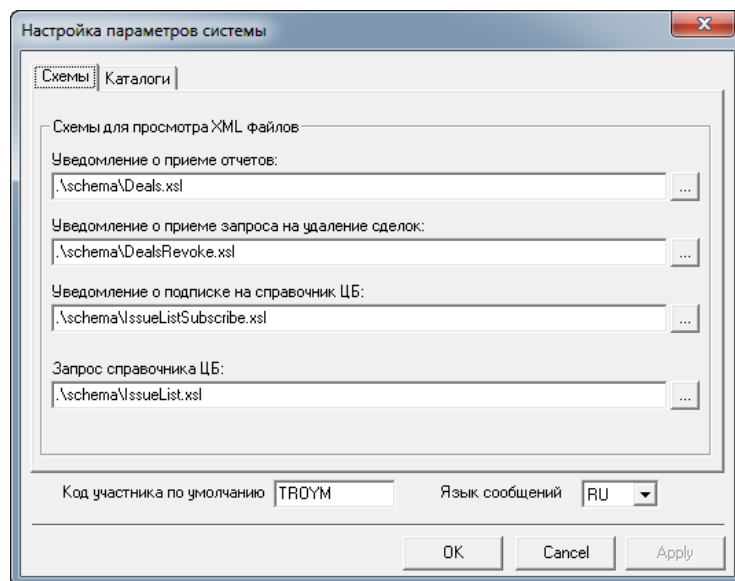 Настройка параметров системы
Схемы Каталоги
Схемы для просмотра XML файлов
Уведомление о приеме отчетов:
.\schema\Deals.xsl ...
Уведомление о приеме запроса на удаление сделок:
.\schema\DealsRevoke.xsl ...
Уведомление о подписке на справочник ЦБ:
.\schema\IssueListSubscribe.xsl ...
Запрос справочника ЦБ:
.\schema\IssueList.xsl ...
Код участника по умолчанию TROYM Язык сообщений RU
OK Cancel Apply